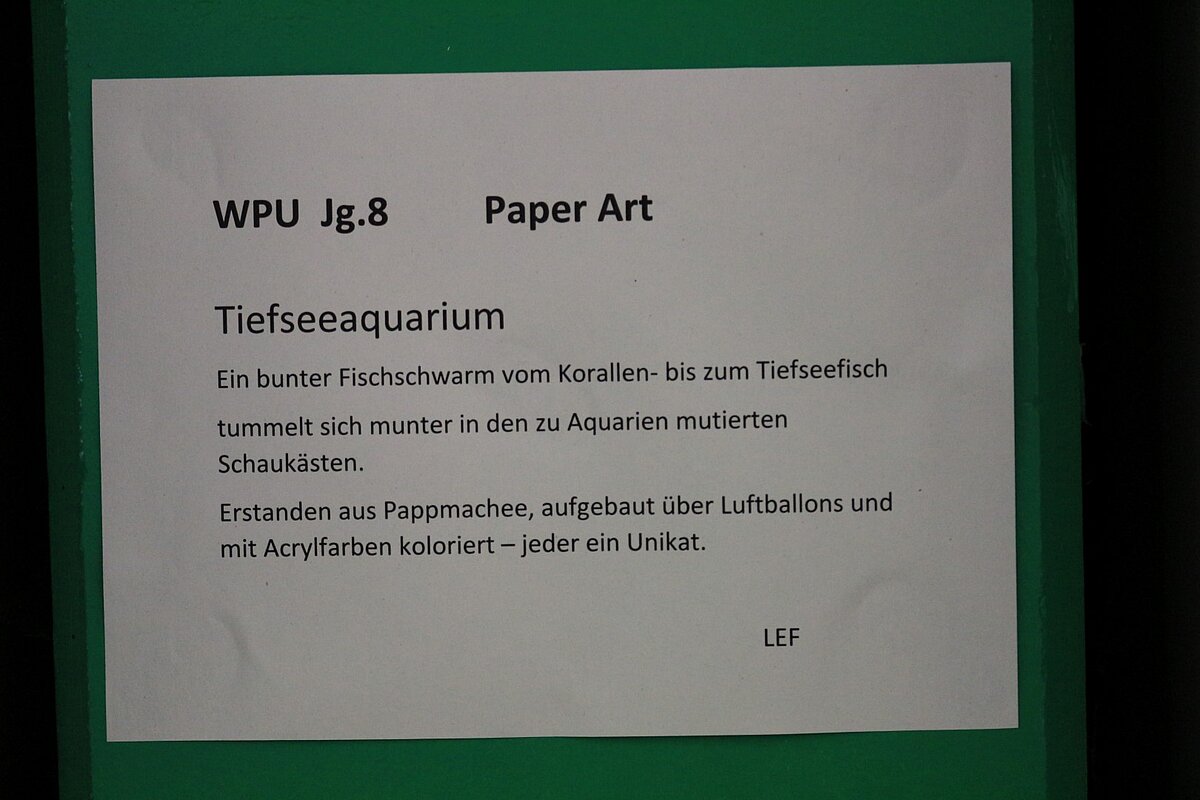 WPU Jg.8 Paper Art
Tiefseeaquarium
Ein bunter Fischschwarm vom Korallen- bis zum Tiefseefisch
tummelt sich munter in den zu Aquarien mutierten
Schaukästen.
Erstanden aus Pappmachee, aufgebaut über Luftballons und
mit Acrylfarben koloriert – jeder ein Unikat.
LEF